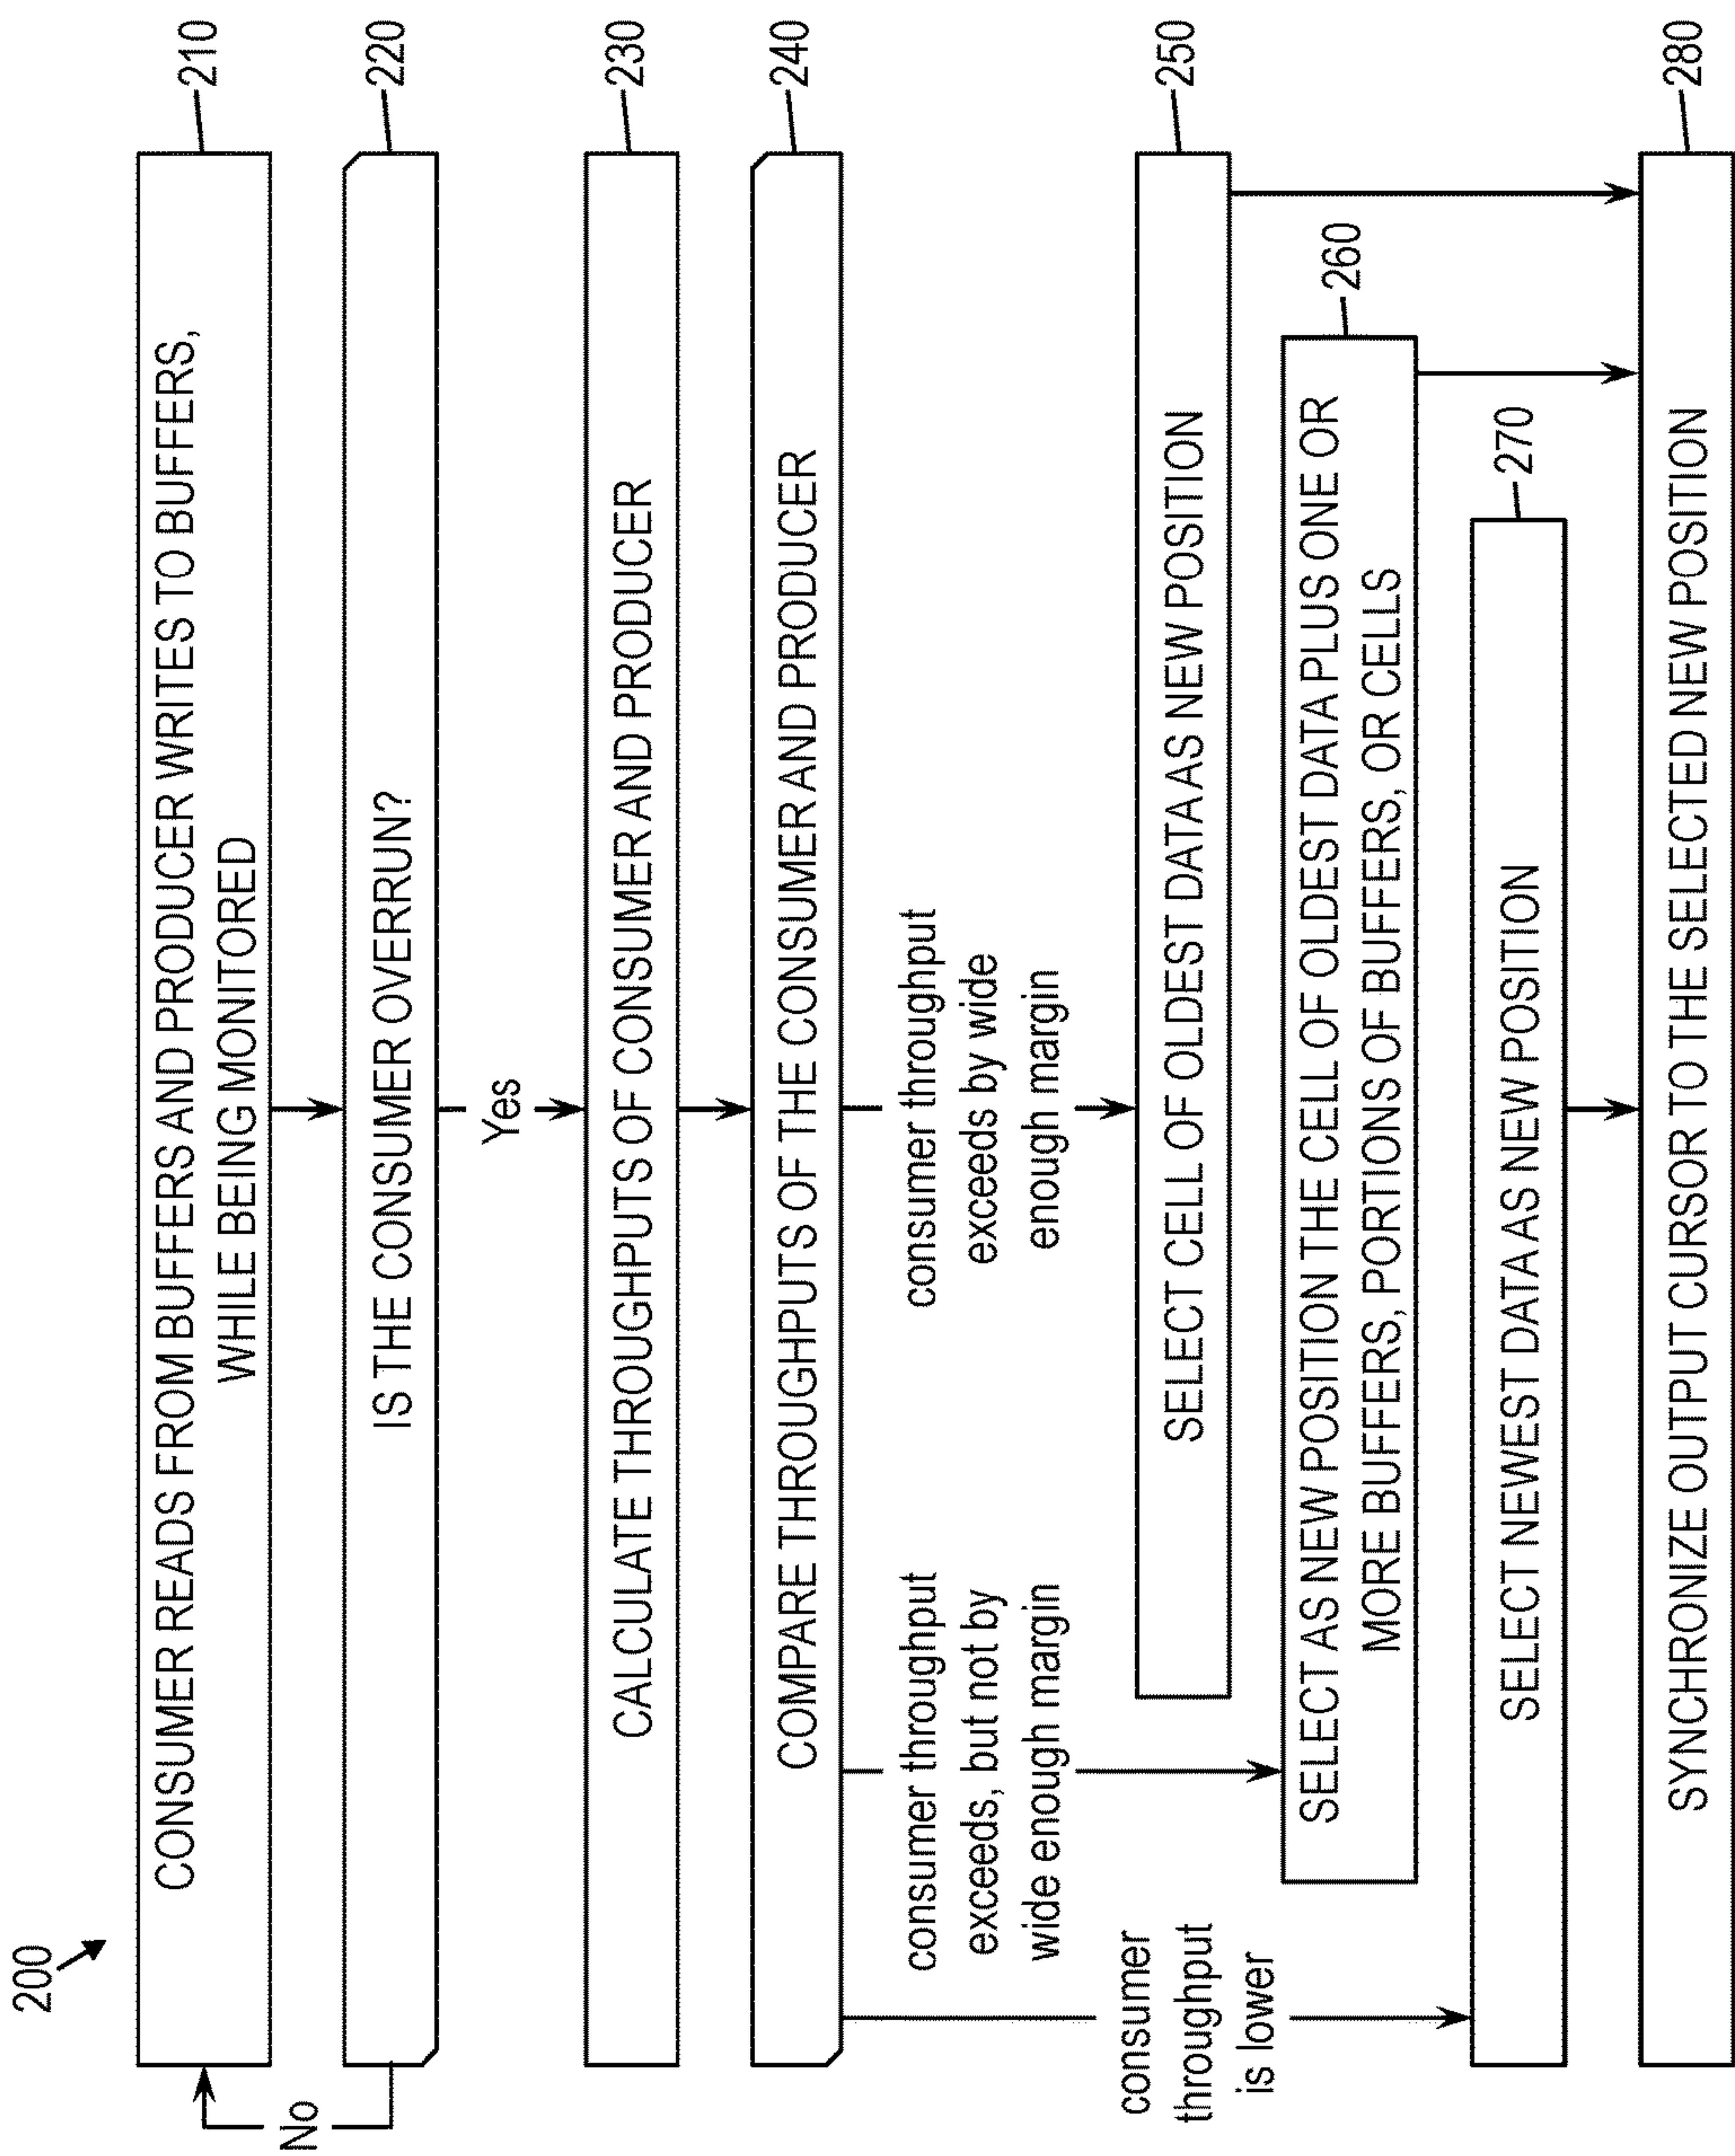 200
CONSUMER READS FROM BUFFERS AND PRODUCER WRITES TO BUFFERS,
WHILE BEING MONITORED
210
No
IS THE CONSUMER OVERRUN?
220
Yes
CALCULATE THROUGHPUTS OF CONSUMER AND PRODUCER
230
COMPARE THROUGHPUTS OF THE CONSUMER AND PRODUCER
240
consumer
throughput
is lower
consumer throughput
exceeds, but not by
wide enough margin
consumer throughput
exceeds by wide
enough margin
SELECT CELL OF OLDEST DATA AS NEW POSITION
250
SELECT AS NEW POSITION THE CELL OF OLDEST DATA PLUS ONE OR
MORE BUFFERS, PORTIONS OF BUFFERS, OR CELLS
260
SELECT NEWEST DATA AS NEW POSITION
270
SYNCHRONIZE OUTPUT CURSOR TO THE SELECTED NEW POSITION
280